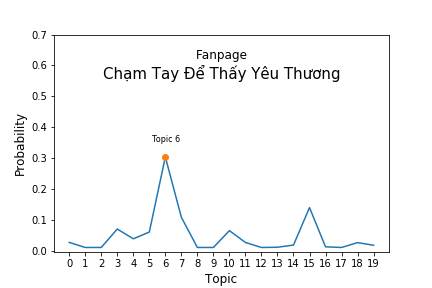 Fanpage
Chạm Tay Để Thấy Yêu Thương
Topic 6
Probability
0.7
0.6
0.5
0.4
0.3
0.2
0.1
0.0
0 1 2 3 4 5 6 7 8 9 10 11 12 13 14 15 16 17 18 19
Topic